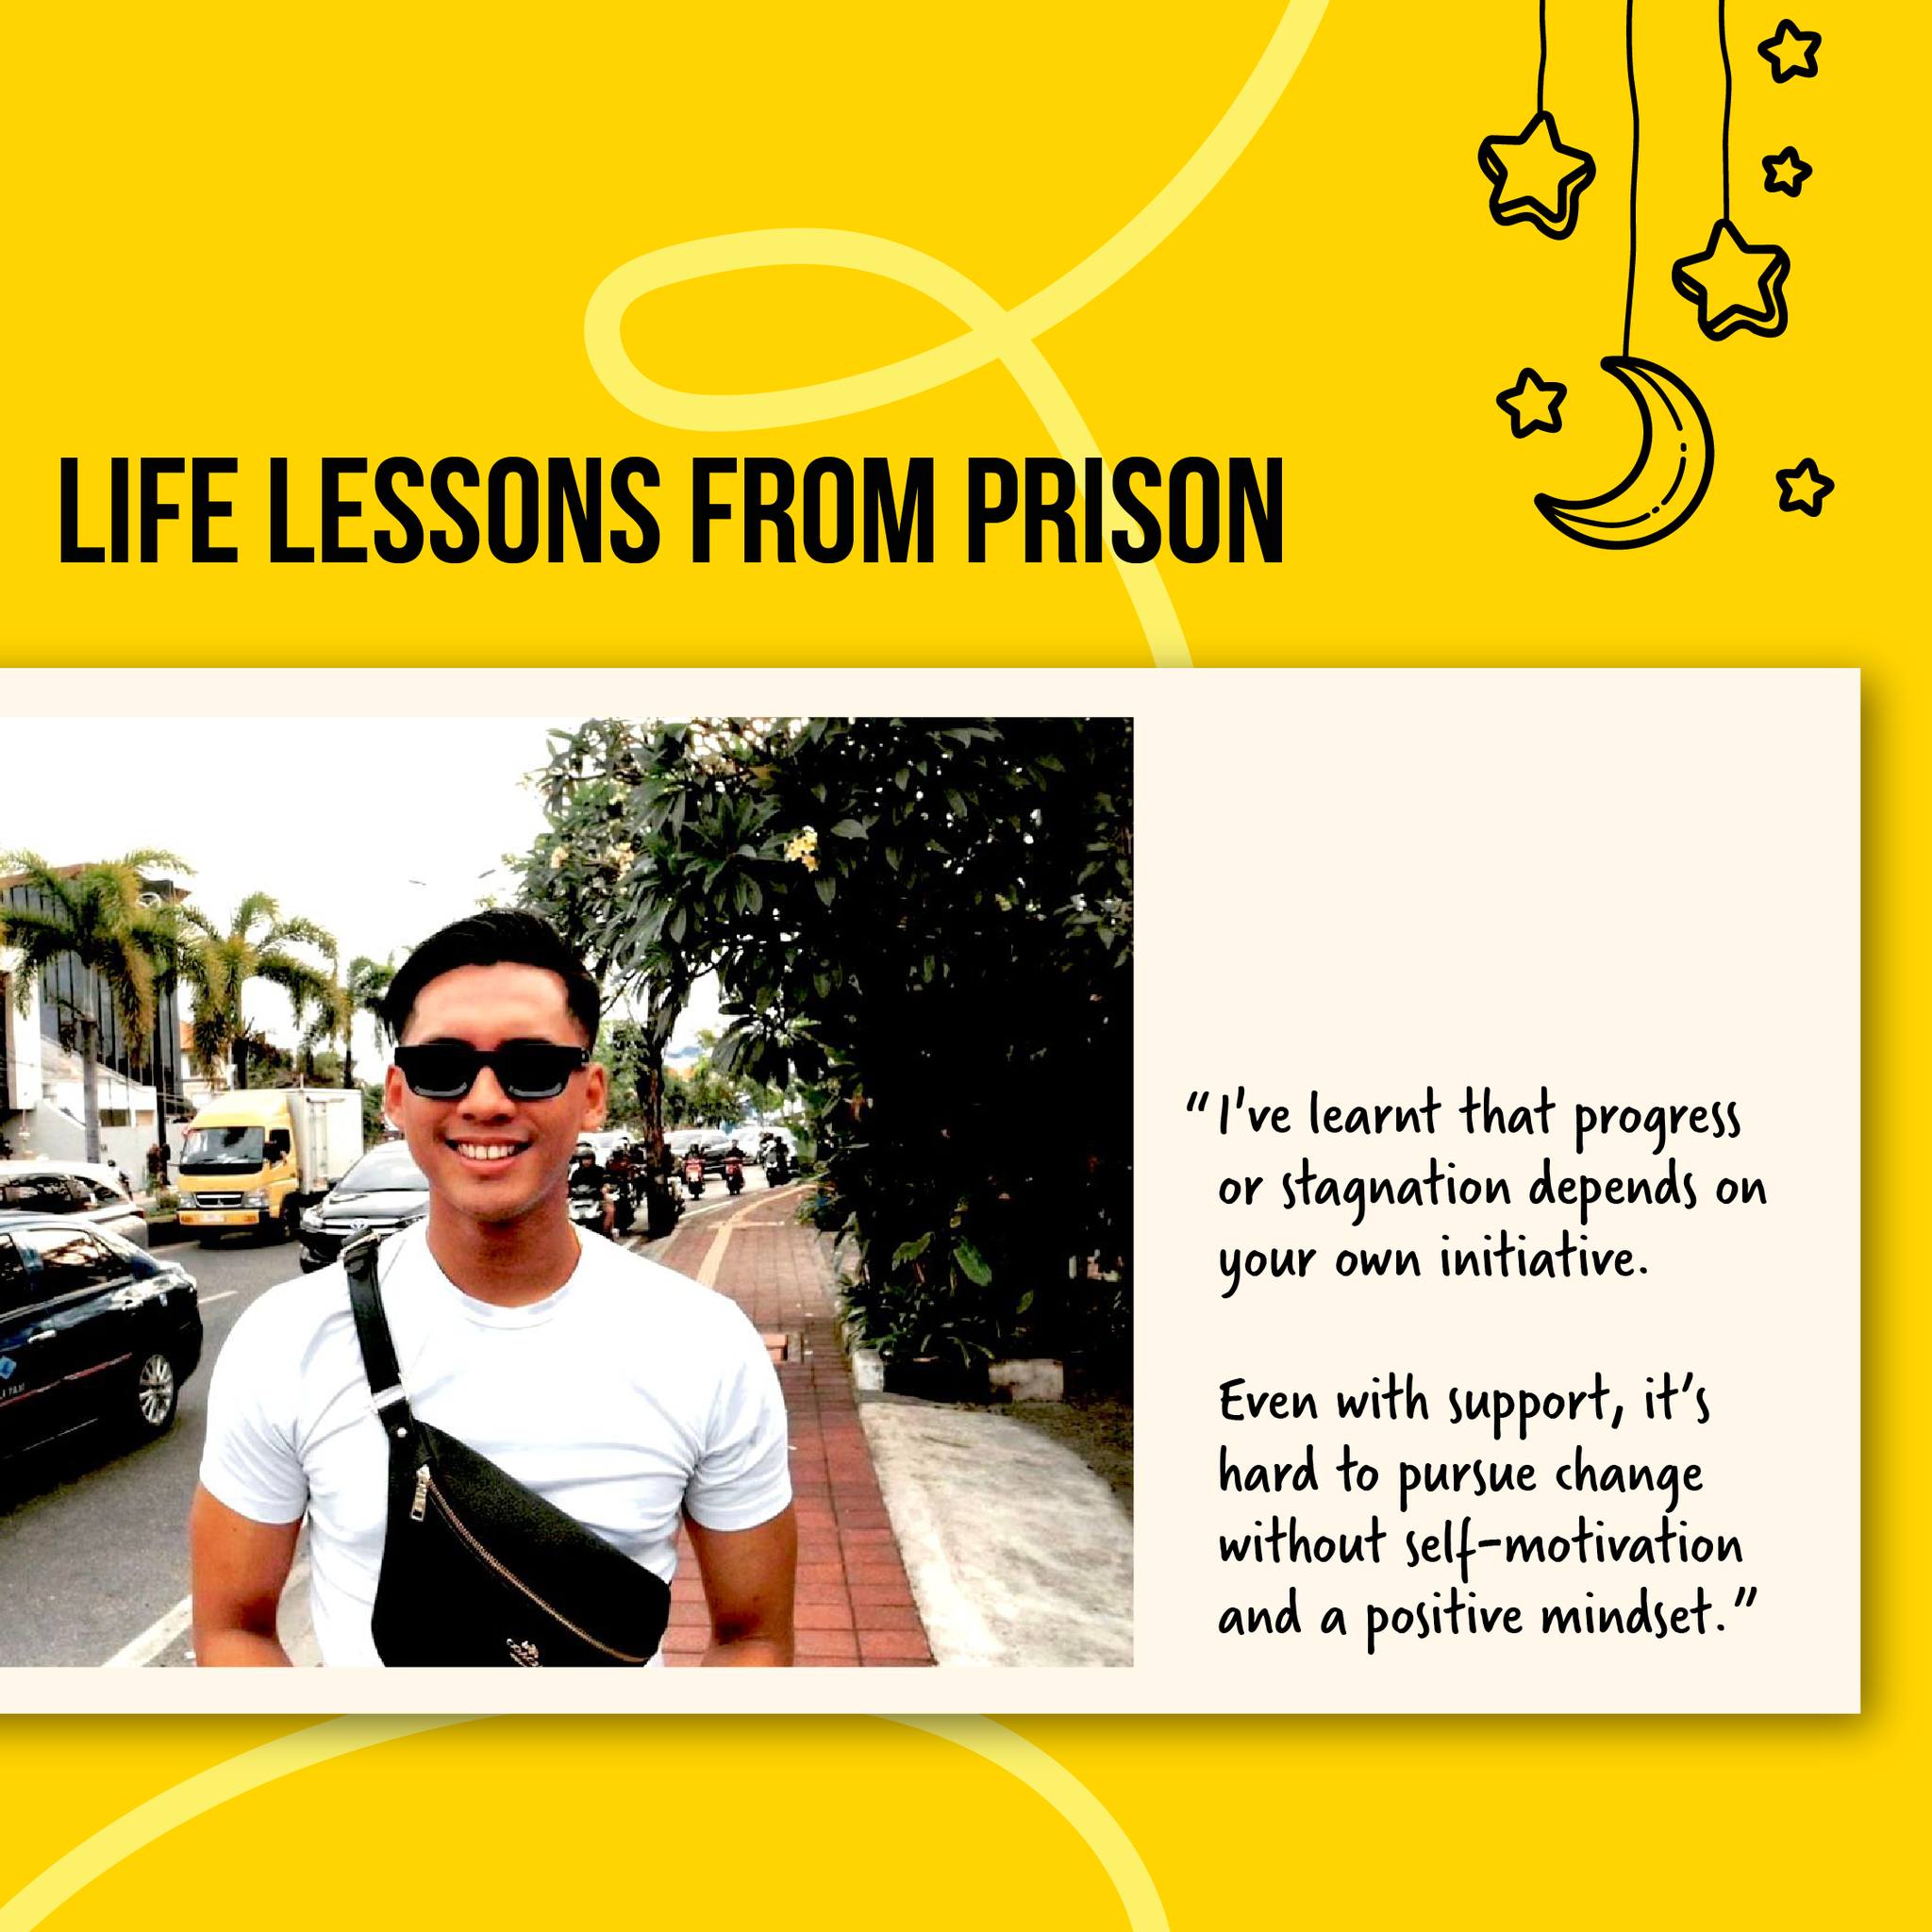 LIFE LESSONS FROM PRISON
“I’ve learnt that progress
or stagnation depends on
your own initiative.
Even with support, it’s
hard to pursue change
without self-motivation
and a positive mindset.”